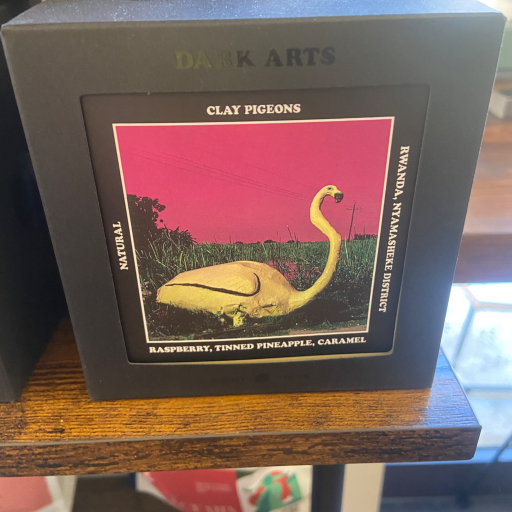 DARK ARTS
CLAY PIGEONS
NATURAL
RWANDA, NYAMASHEKE DISTRICT
RASPBERRY, TINNED PINEAPPLE, CARAMEL